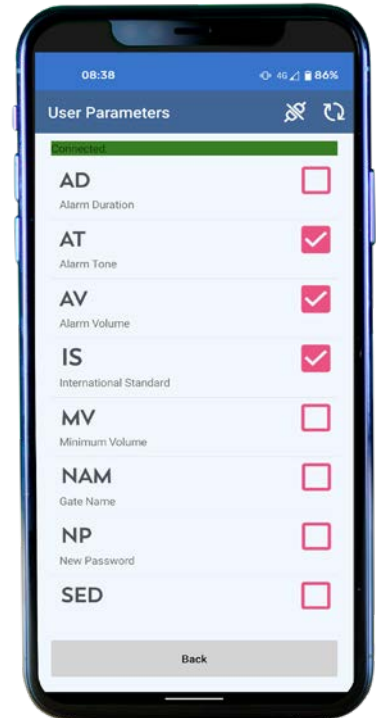 08:38 4G 86%
User Parameters
Connected
AD
Alarm Duration
AT
Alarm Tone
AV
Alarm Volume
IS
International Standard
MV
Minimum Volume
NAM
Gate Name
NP
New Password
SED
Back